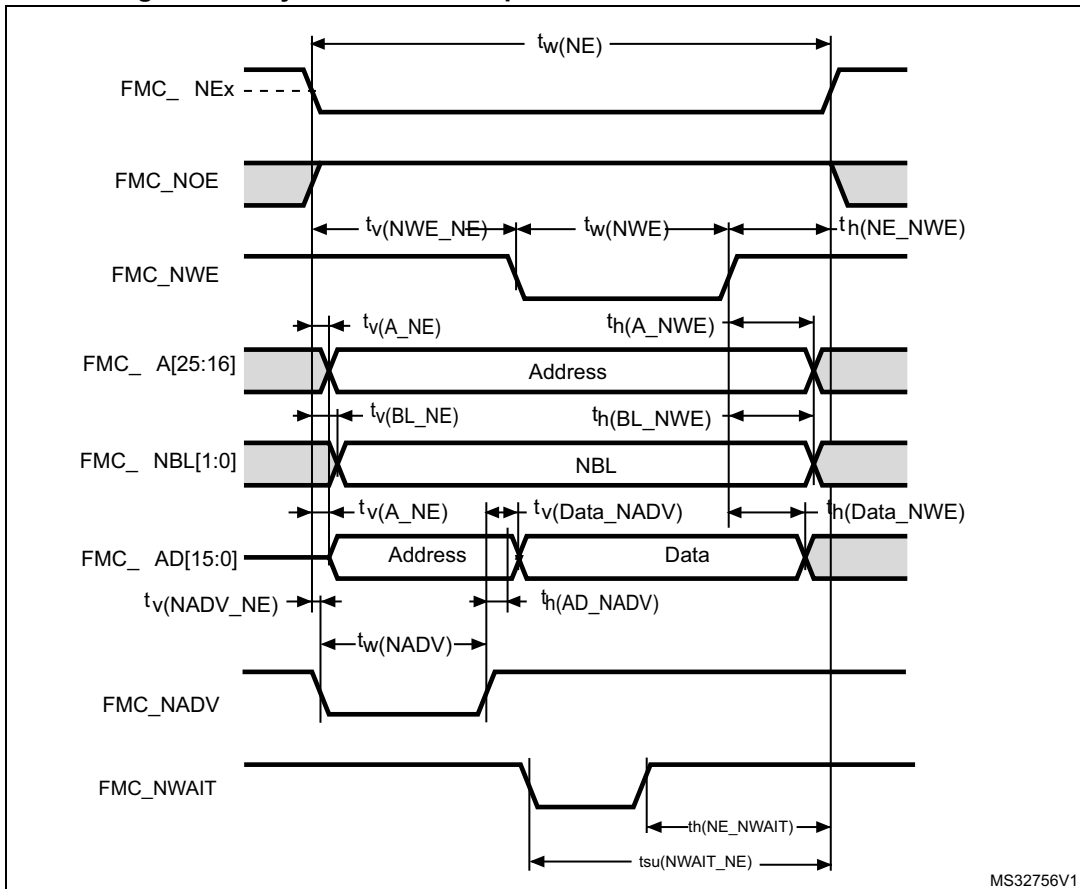 tw(NE)
FMC_ NEx
FMC_NOE
tv(NWE_NE)
tw(NWE)
th(NE_NWE)
FMC_NWE
tv(A_NE)
th(A_NWE)
FMC_ A[25:16]
Address
tv(BL_NE)
th(BL_NWE)
FMC_ NBL[1:0]
NBL
tv(A_NE)
tv(Data_NADV)
th(Data_NWE)
FMC_ AD[15:0]
Address
Data
tv(NADV_NE)
th(AD_NADV)
tw(NADV)
FMC_NADV
FMC_NWAIT
th(NE_NWAIT)
tsu(NWAIT_NE)
MS32756V1